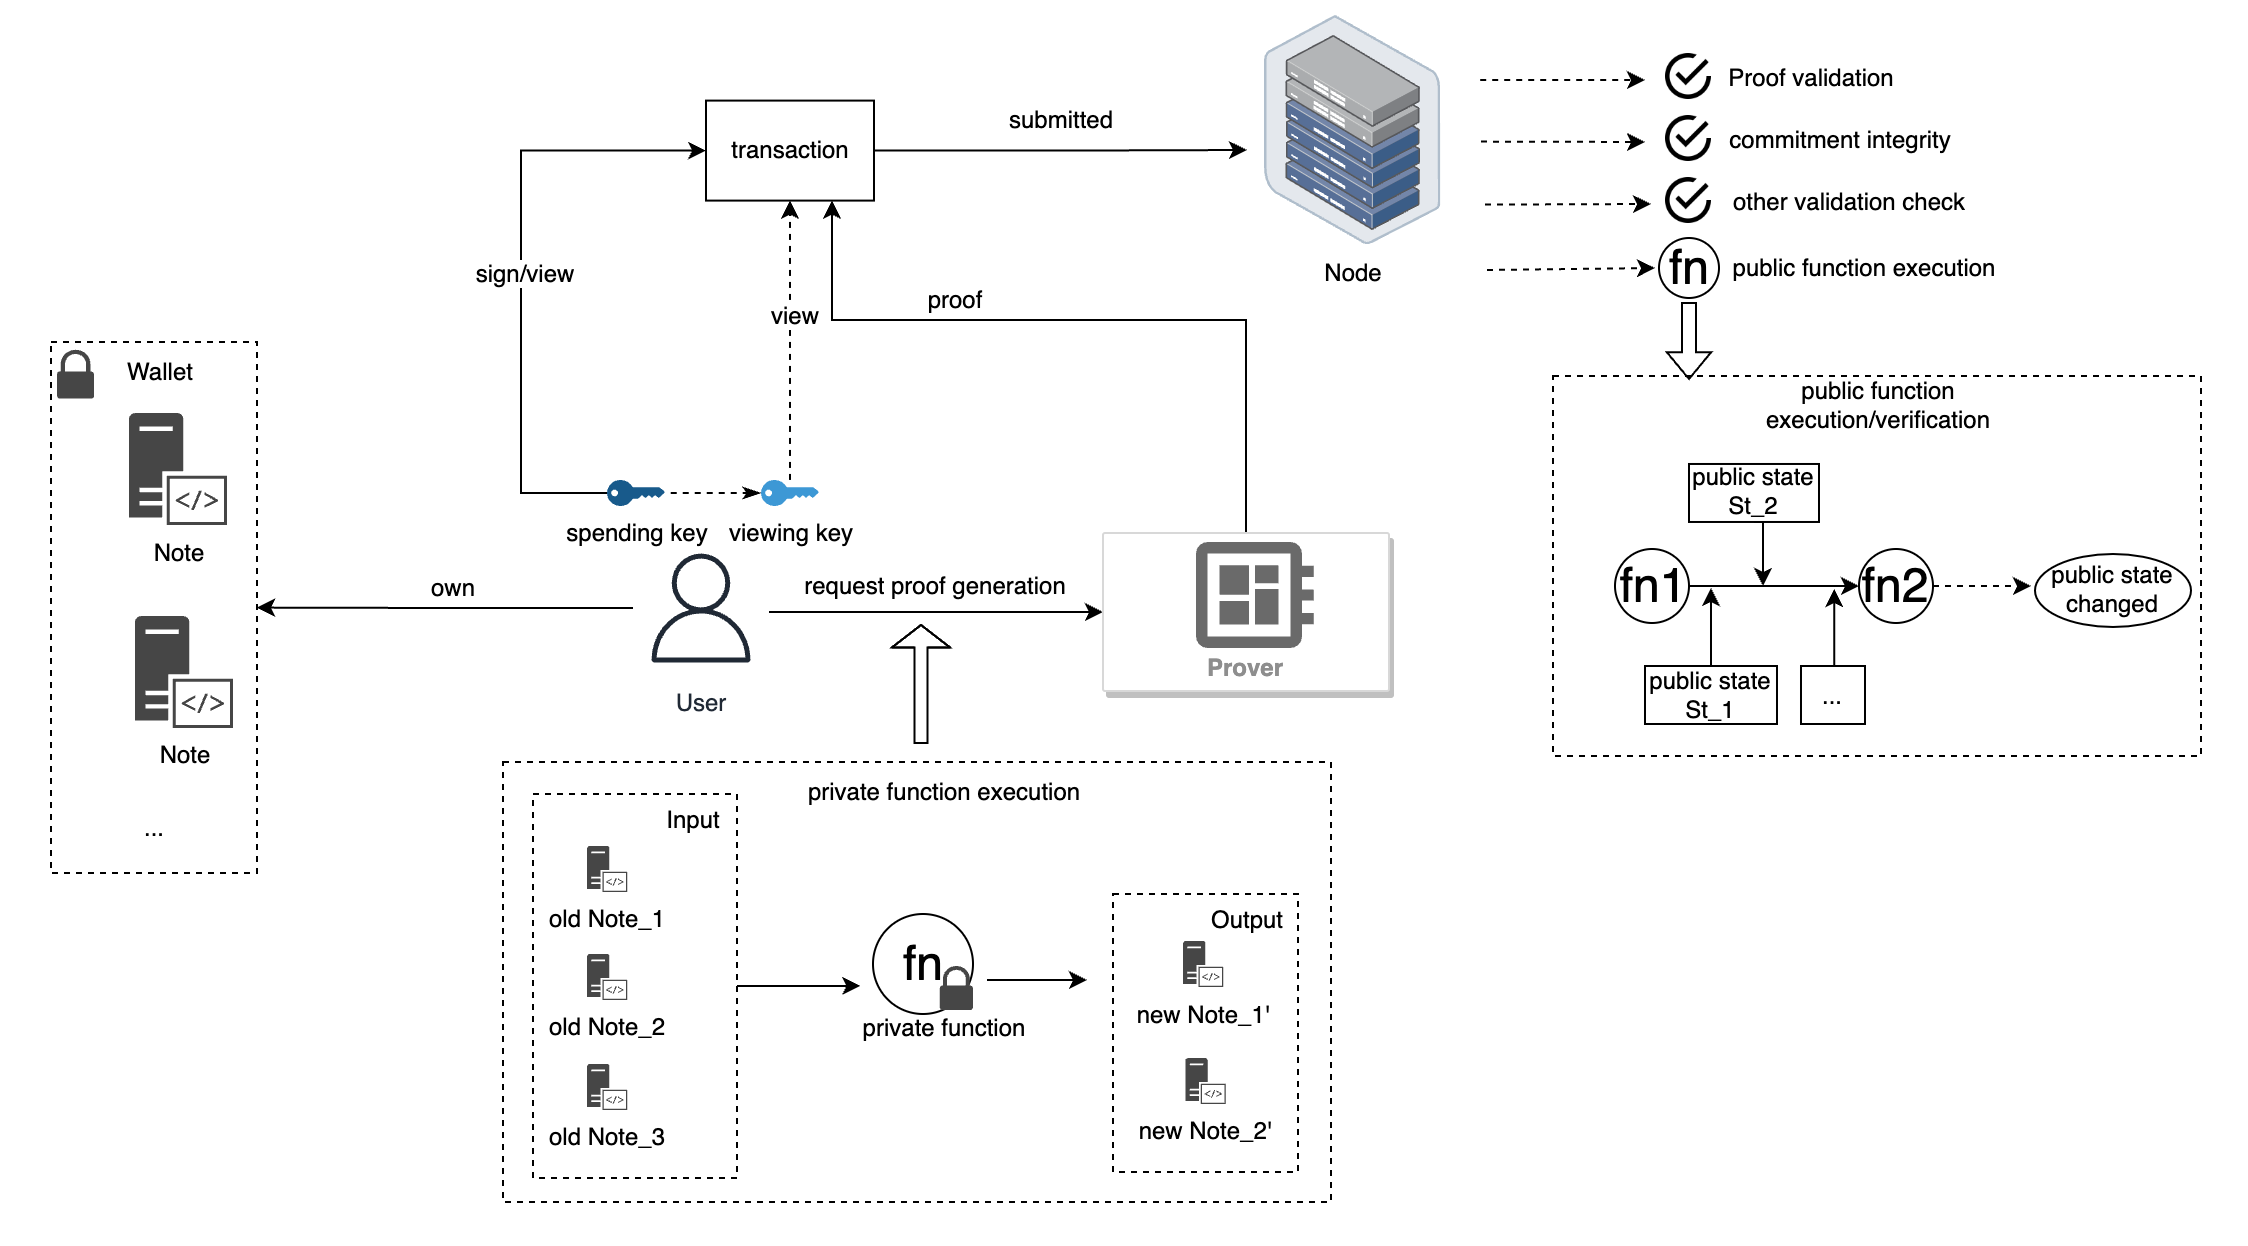 transaction
submitted
sign/view
view
proof
Node
Proof validation
commitment integrity
other validation check
fn
public function execution
Wallet
</>
Note
</>
Note
...
own
spending key
viewing key
User
request proof generation
Prover
public function
execution/verification
public state
St_2
fn1
fn2
public state
changed
public state
St_1
...
private function execution
Input
</>
old Note_1
</>
old Note_2
</>
old Note_3
fn
private function
Output
</>
new Note_1'
</>
new Note_2'